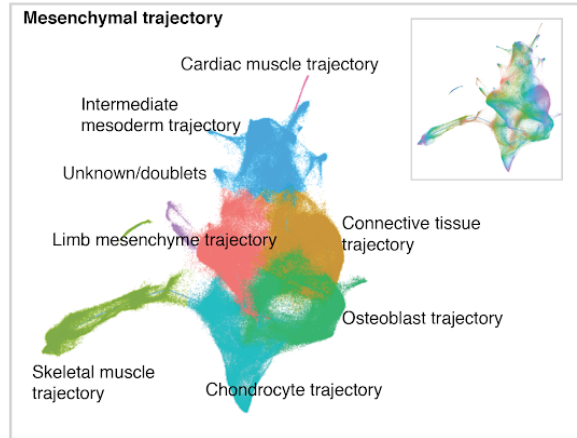 Mesenchymal trajectory
Cardiac muscle trajectory
Intermediate
mesoderm trajectory
Unknown/doublets
Limb mesenchyme trajectory
Connective tissue
trajectory
Osteoblast trajectory
Skeletal muscle
trajectory
Chondrocyte trajectory